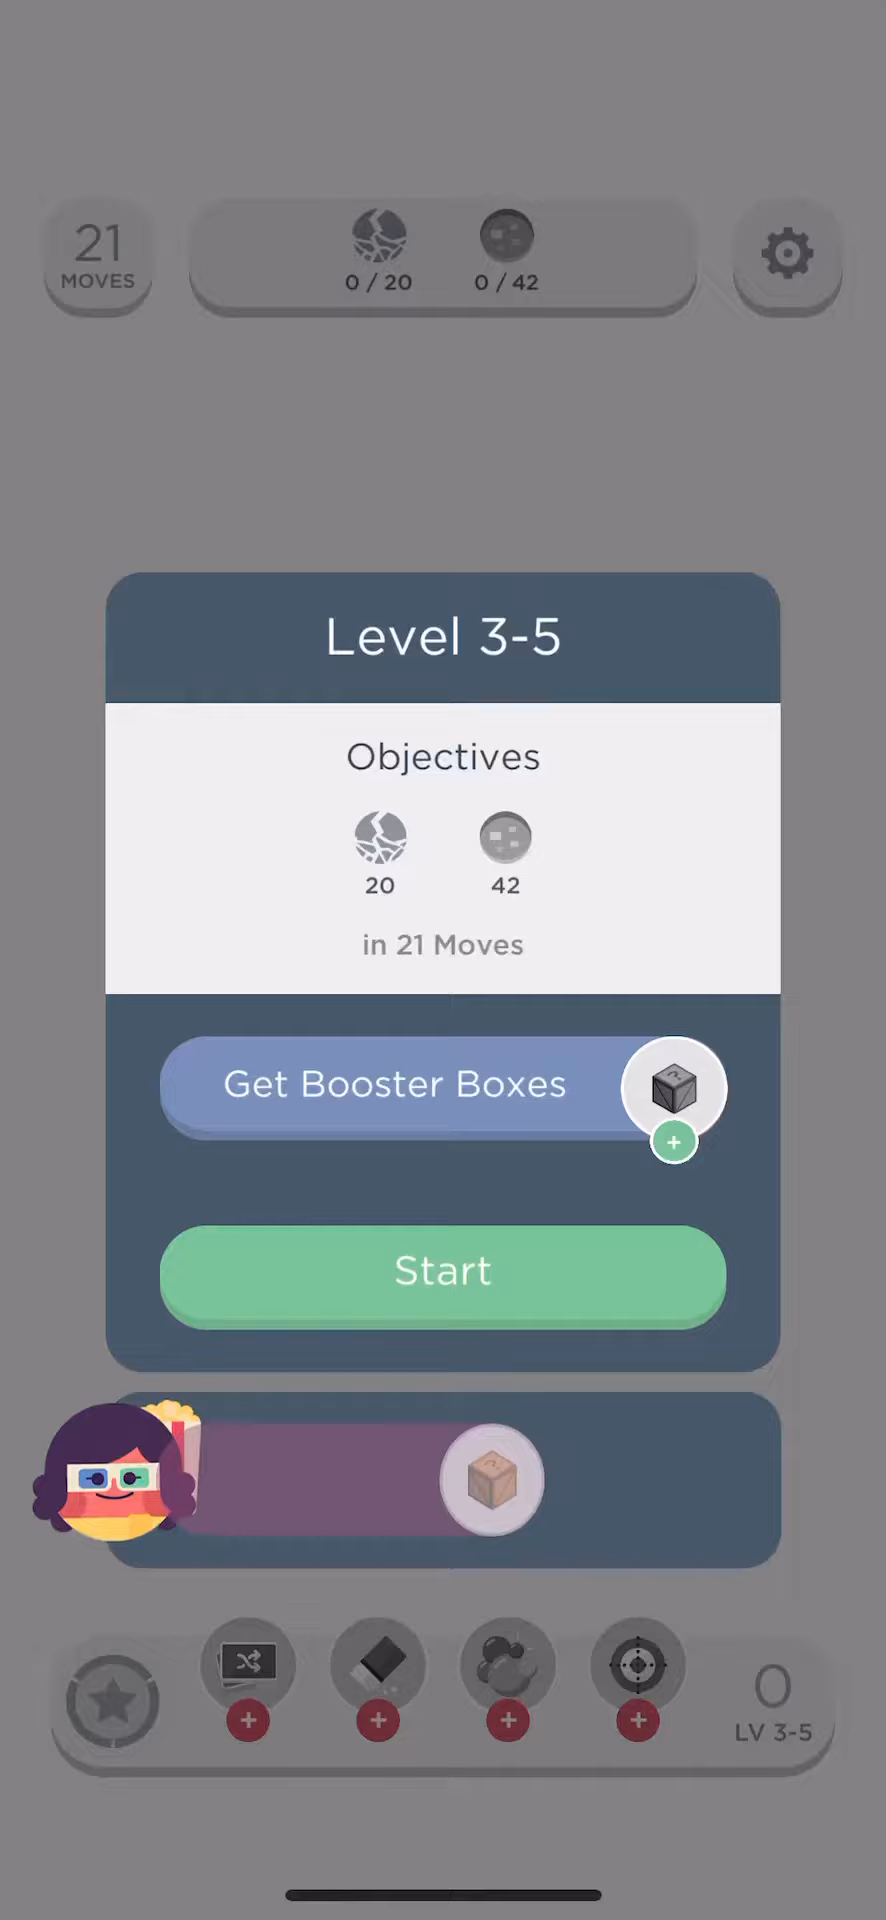 21
MOVES
0 / 20
0 / 42
Level 3-5
Objectives
20
42
in 21 Moves
Get Booster Boxes
+
Start
+
+
+
+
0
LV 3-5